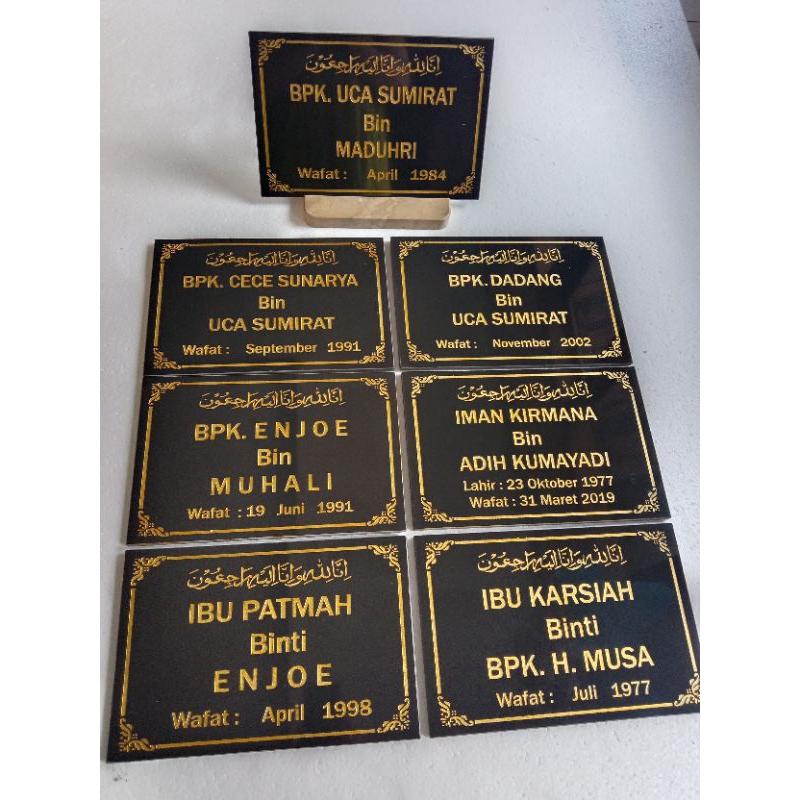 إنا لله وإنا إليه راجعون
BPK. UCA SUMIRAT
Bin
MADUHRI
Wafat : April 1984
إنا لله وإنا إليه راجعون
BPK. CECE SUNARYA
Bin
UCA SUMIRAT
Wafat : September 1991
إنا لله وإنا إليه راجعون
BPK. DADANG
Bin
UCA SUMIRAT
Wafat : November 2002
إنا لله وإنا إليه راجعون
BPK. ENJOE
Bin
MUHALI
Wafat : 19 Juni 1991
إنا لله وإنا إليه راجعون
IMAN KIRMANA
Bin
ADIH KUMAYADI
Lahir : 23 Oktober 1977
Wafat : 31 Maret 2019
إنا لله وإنا إليه راجعون
IBU PATMAH
Binti
ENJOE
Wafat : April 1998
إنا لله وإنا إليه راجعون
IBU KARSIAH
Binti
BPK. H. MUSA
Wafat : Juli 1977